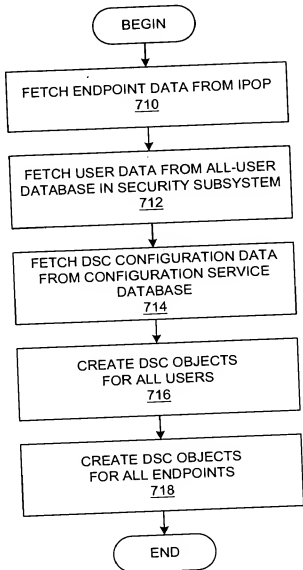 BEGIN
FETCH ENDPOINT DATA FROM IPOP
710
FETCH USER DATA FROM ALL-USER
DATABASE IN SECURITY SUBSYSTEM
712
FETCH DSC CONFIGURATION DATA
FROM CONFIGURATION SERVICE
DATABASE
714
CREATE DSC OBJECTS
FOR ALL USERS
716
CREATE DSC OBJECTS
FOR ALL ENDPOINTS
718
END